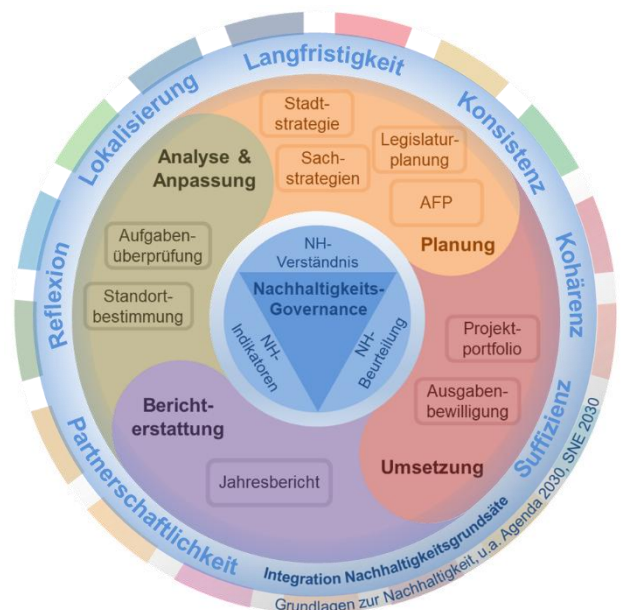 Langfristigkeit
Konsistenz
Kohärenz
Suffizienz
Lokalisierung
Reflexion
Partnerschaftlichkeit
Integration Nachhaltigkeitsgrundsäte
Grundlagen zur Nachhaltigkeit, u.a. Agenda 2030, SNE 2030
Analyse &
Anpassung
Aufgaben-
überprüfung
Standort-
bestimmung
Stadt-
strategie
Sach-
strategien
Legislatur-
planung
AFP
Planung
Projekt-
portfolio
Ausgaben-
bewilligung
Umsetzung
Bericht-
erstattung
Jahresbericht
NH-
Verständnis
Nachhaltigkeits-
Governance
NH-
Indikatoren
NH-
Beurteilung